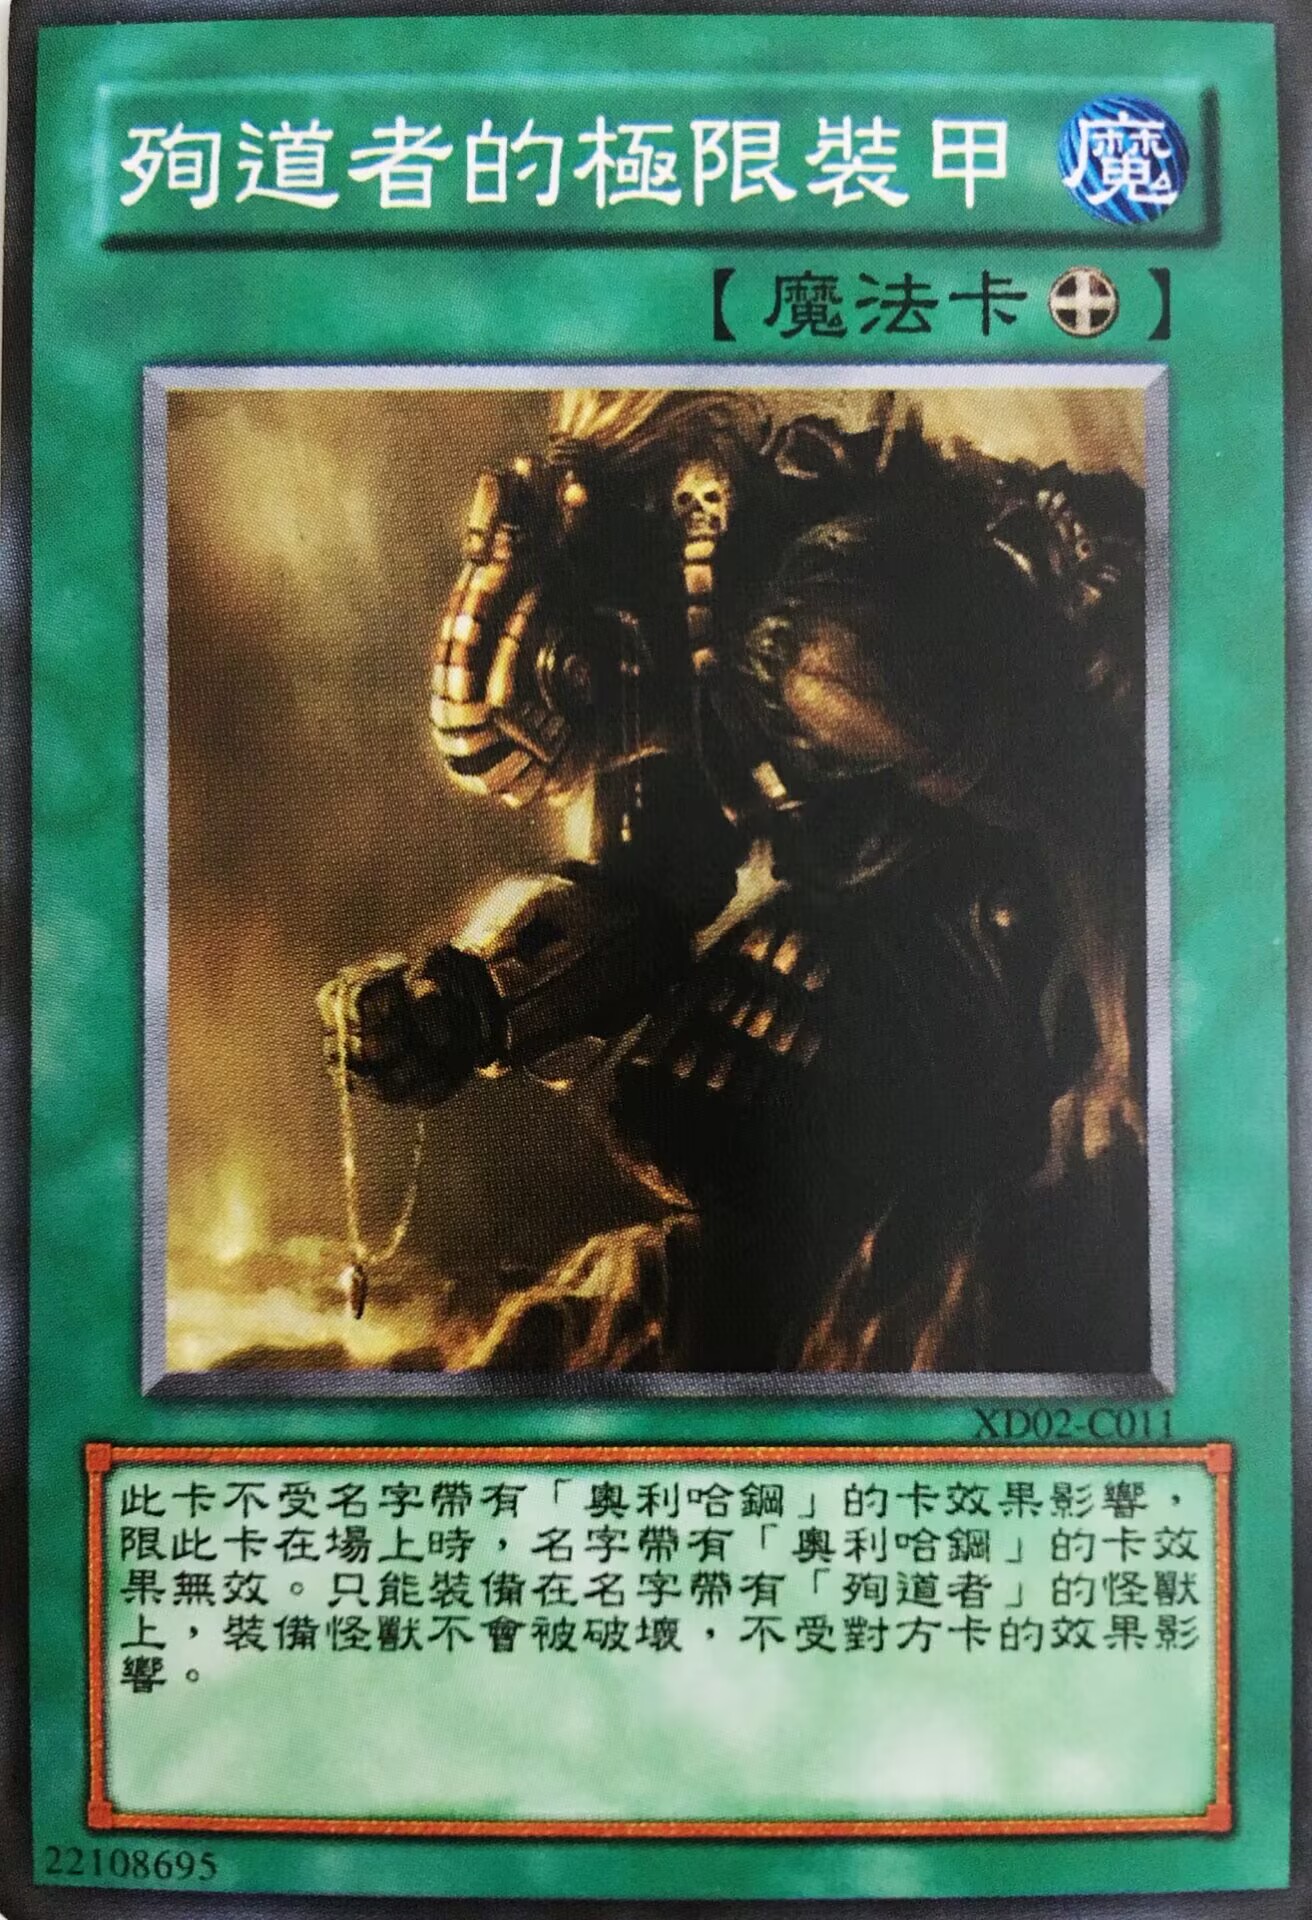 殉道者的極限裝甲 魔
【魔法卡】
XD02-C011
此卡不受名字帶有「奧利哈鋼」的卡效果影響，
限此卡在場上時，名字帶有「奧利哈鋼」的卡效
果無效。只能裝備在名字帶有「殉道者」的怪獸
上，裝備怪獸不會被破壞，不受對方卡的效果影
響。
22108695